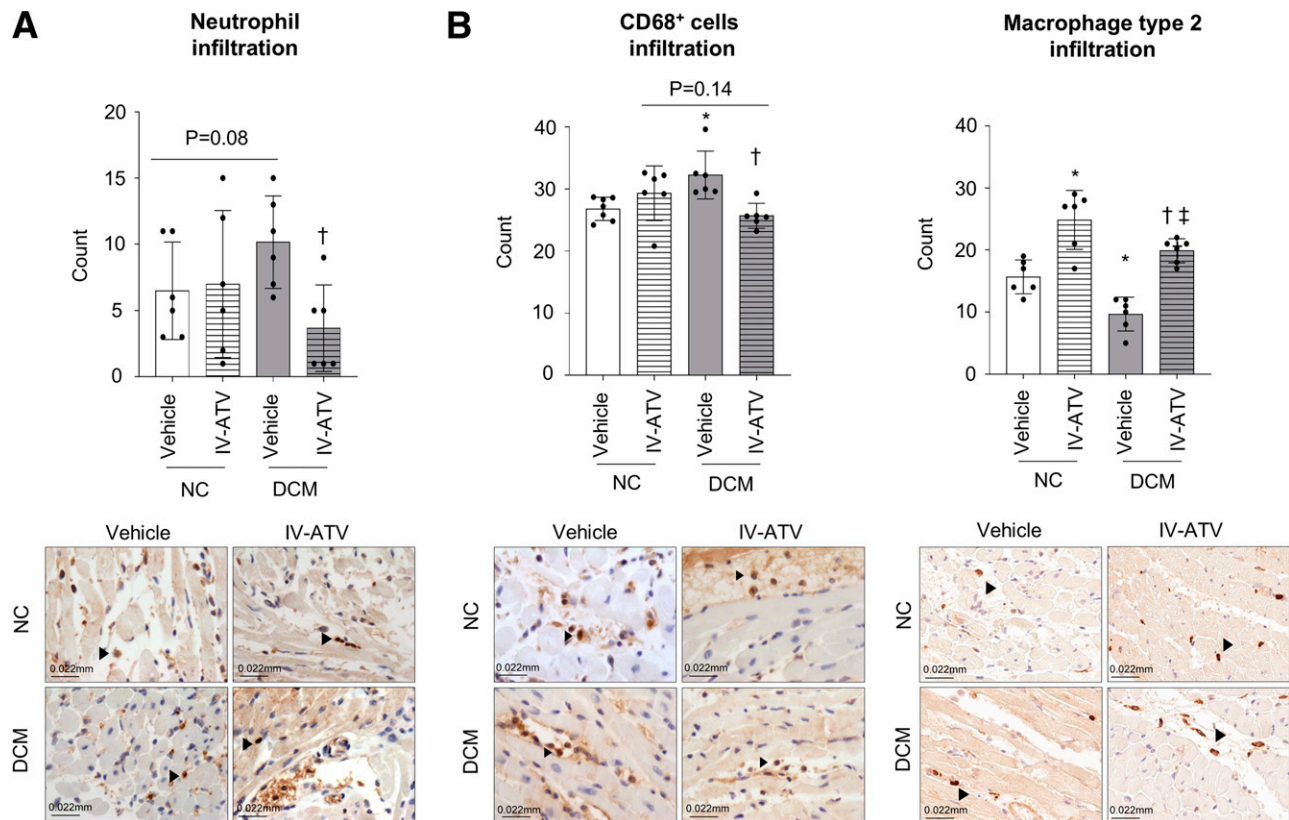 A
Neutrophil
infiltration
20
15
10
5
0
Count
P=0.08
†
Vehicle
IV-ATV
Vehicle
IV-ATV
NC
DCM
Vehicle
IV-ATV
NC
DCM
0.022mm
0.022mm
0.022mm
0.022mm
B
CD68⁺ cells
infiltration
P=0.14
40
30
20
10
0
Count
*
†
Vehicle
IV-ATV
Vehicle
IV-ATV
NC
DCM
Vehicle
IV-ATV
NC
DCM
0.022mm
0.022mm
0.022mm
0.022mm
Macrophage type 2
infiltration
40
30
20
10
0
Count
*
*
† ‡
Vehicle
IV-ATV
Vehicle
IV-ATV
NC
DCM
Vehicle
IV-ATV
NC
DCM
0.022mm
0.022mm
0.022mm
0.022mm